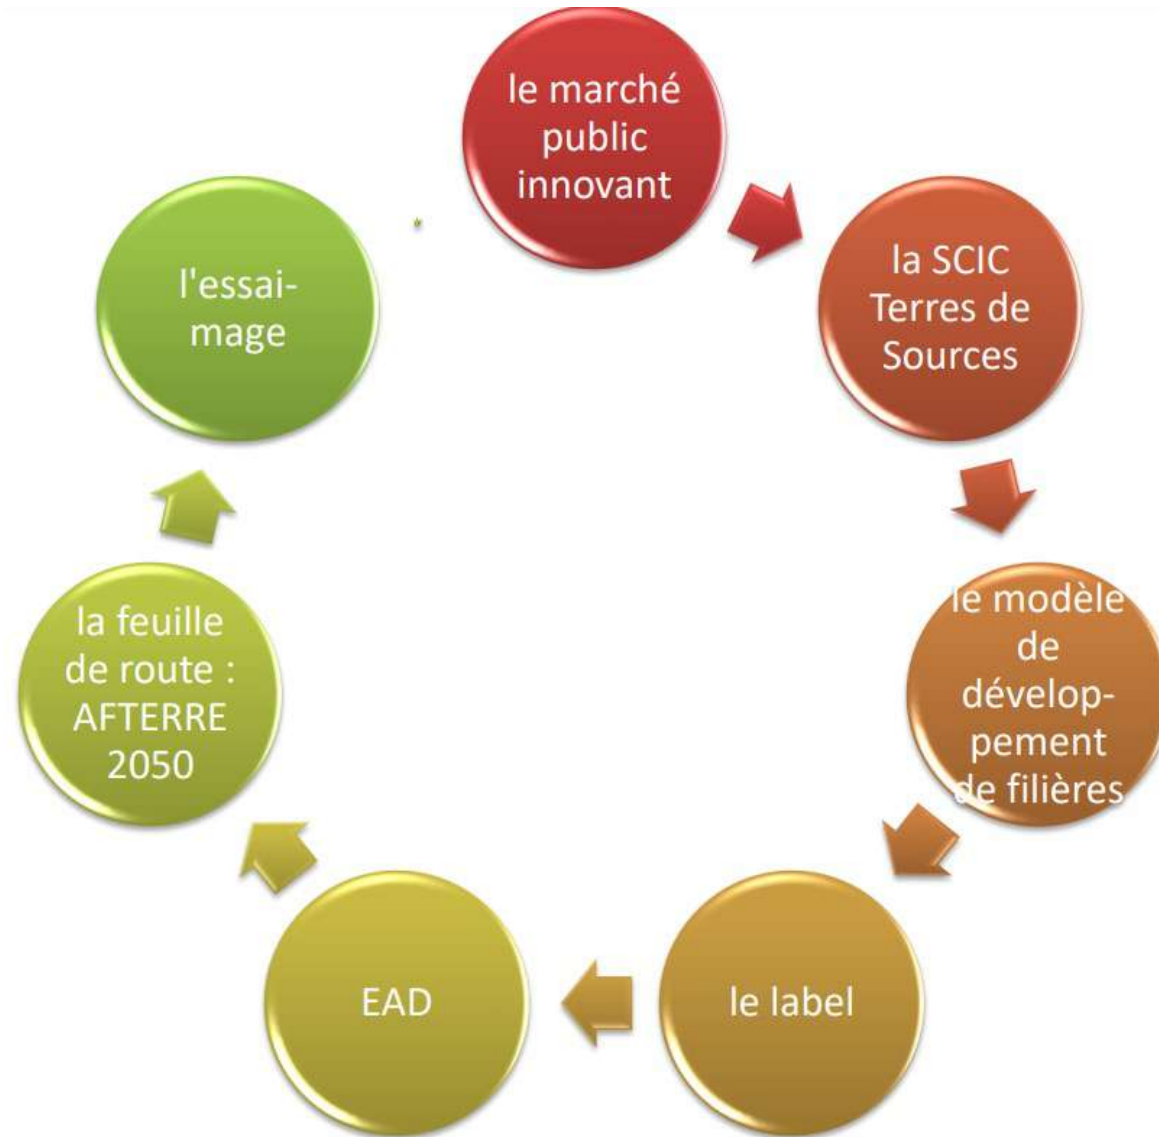 le marché
public
innovant
la SCIC
Terres de
Sources
le modèle
de
dévelop-
pement
de filières
le label
EAD
la feuille
de route :
AFTERRE
2050
l'essai-
mage